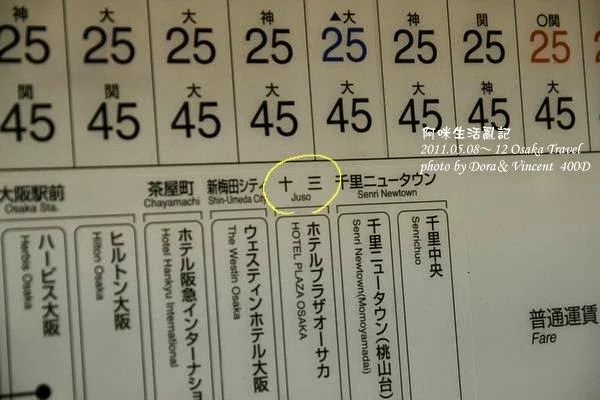 神 大 大 神 ▲大 神 関 〇関
25 25 25 25 25 25 25 25
関 関 大 大 大 大 神 大
45 45 45 45 45 45 45 45
阿咪生活亂記
2011.05.08～12 Osaka Travel
photo by Dora & Vincent 400D
大阪駅前
Osaka Sta.
茶屋町
Chayamachi
新梅田シティ
Shin-Umeda City
十三
Juso
千里ニュータウン
Senri Newtown
ハービス大阪
Herbis Osaka
ヒルトン大阪
Hilton Osaka
ホテル阪急インターナショ
Hotel Hankyu International
ウェスティンホテル大阪
The Westin Osaka
ホテルプラザオーサカ
HOTEL PLAZA OSAKA
千里ニュータウン(桃山台)
Senri Newtown(Momoyamadai)
千里中央
Senrichuo
普通運賃
Fare